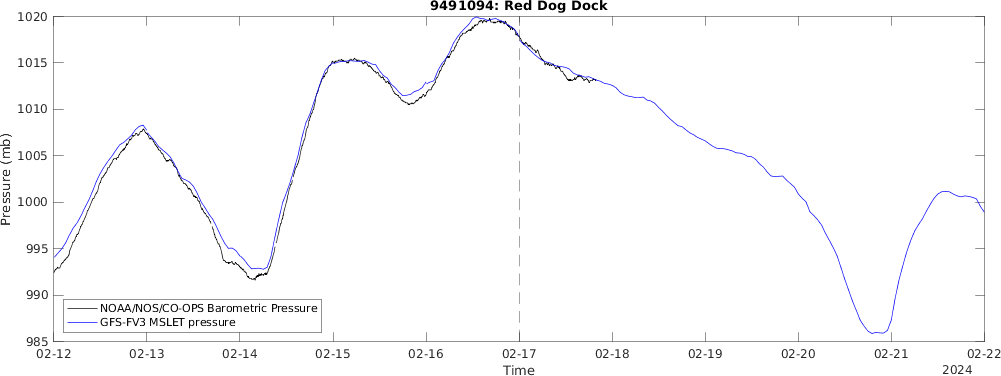 9491094: Red Dog Dock
1020
1015
1010
1005
1000
995
990
985
Pressure (mb)
NOAA/NOS/CO-OPS Barometric Pressure
GFS-FV3 MSLET pressure
02-12 02-13 02-14 02-15 02-16 02-17 02-18 02-19 02-20 02-21 02-22
Time
2024